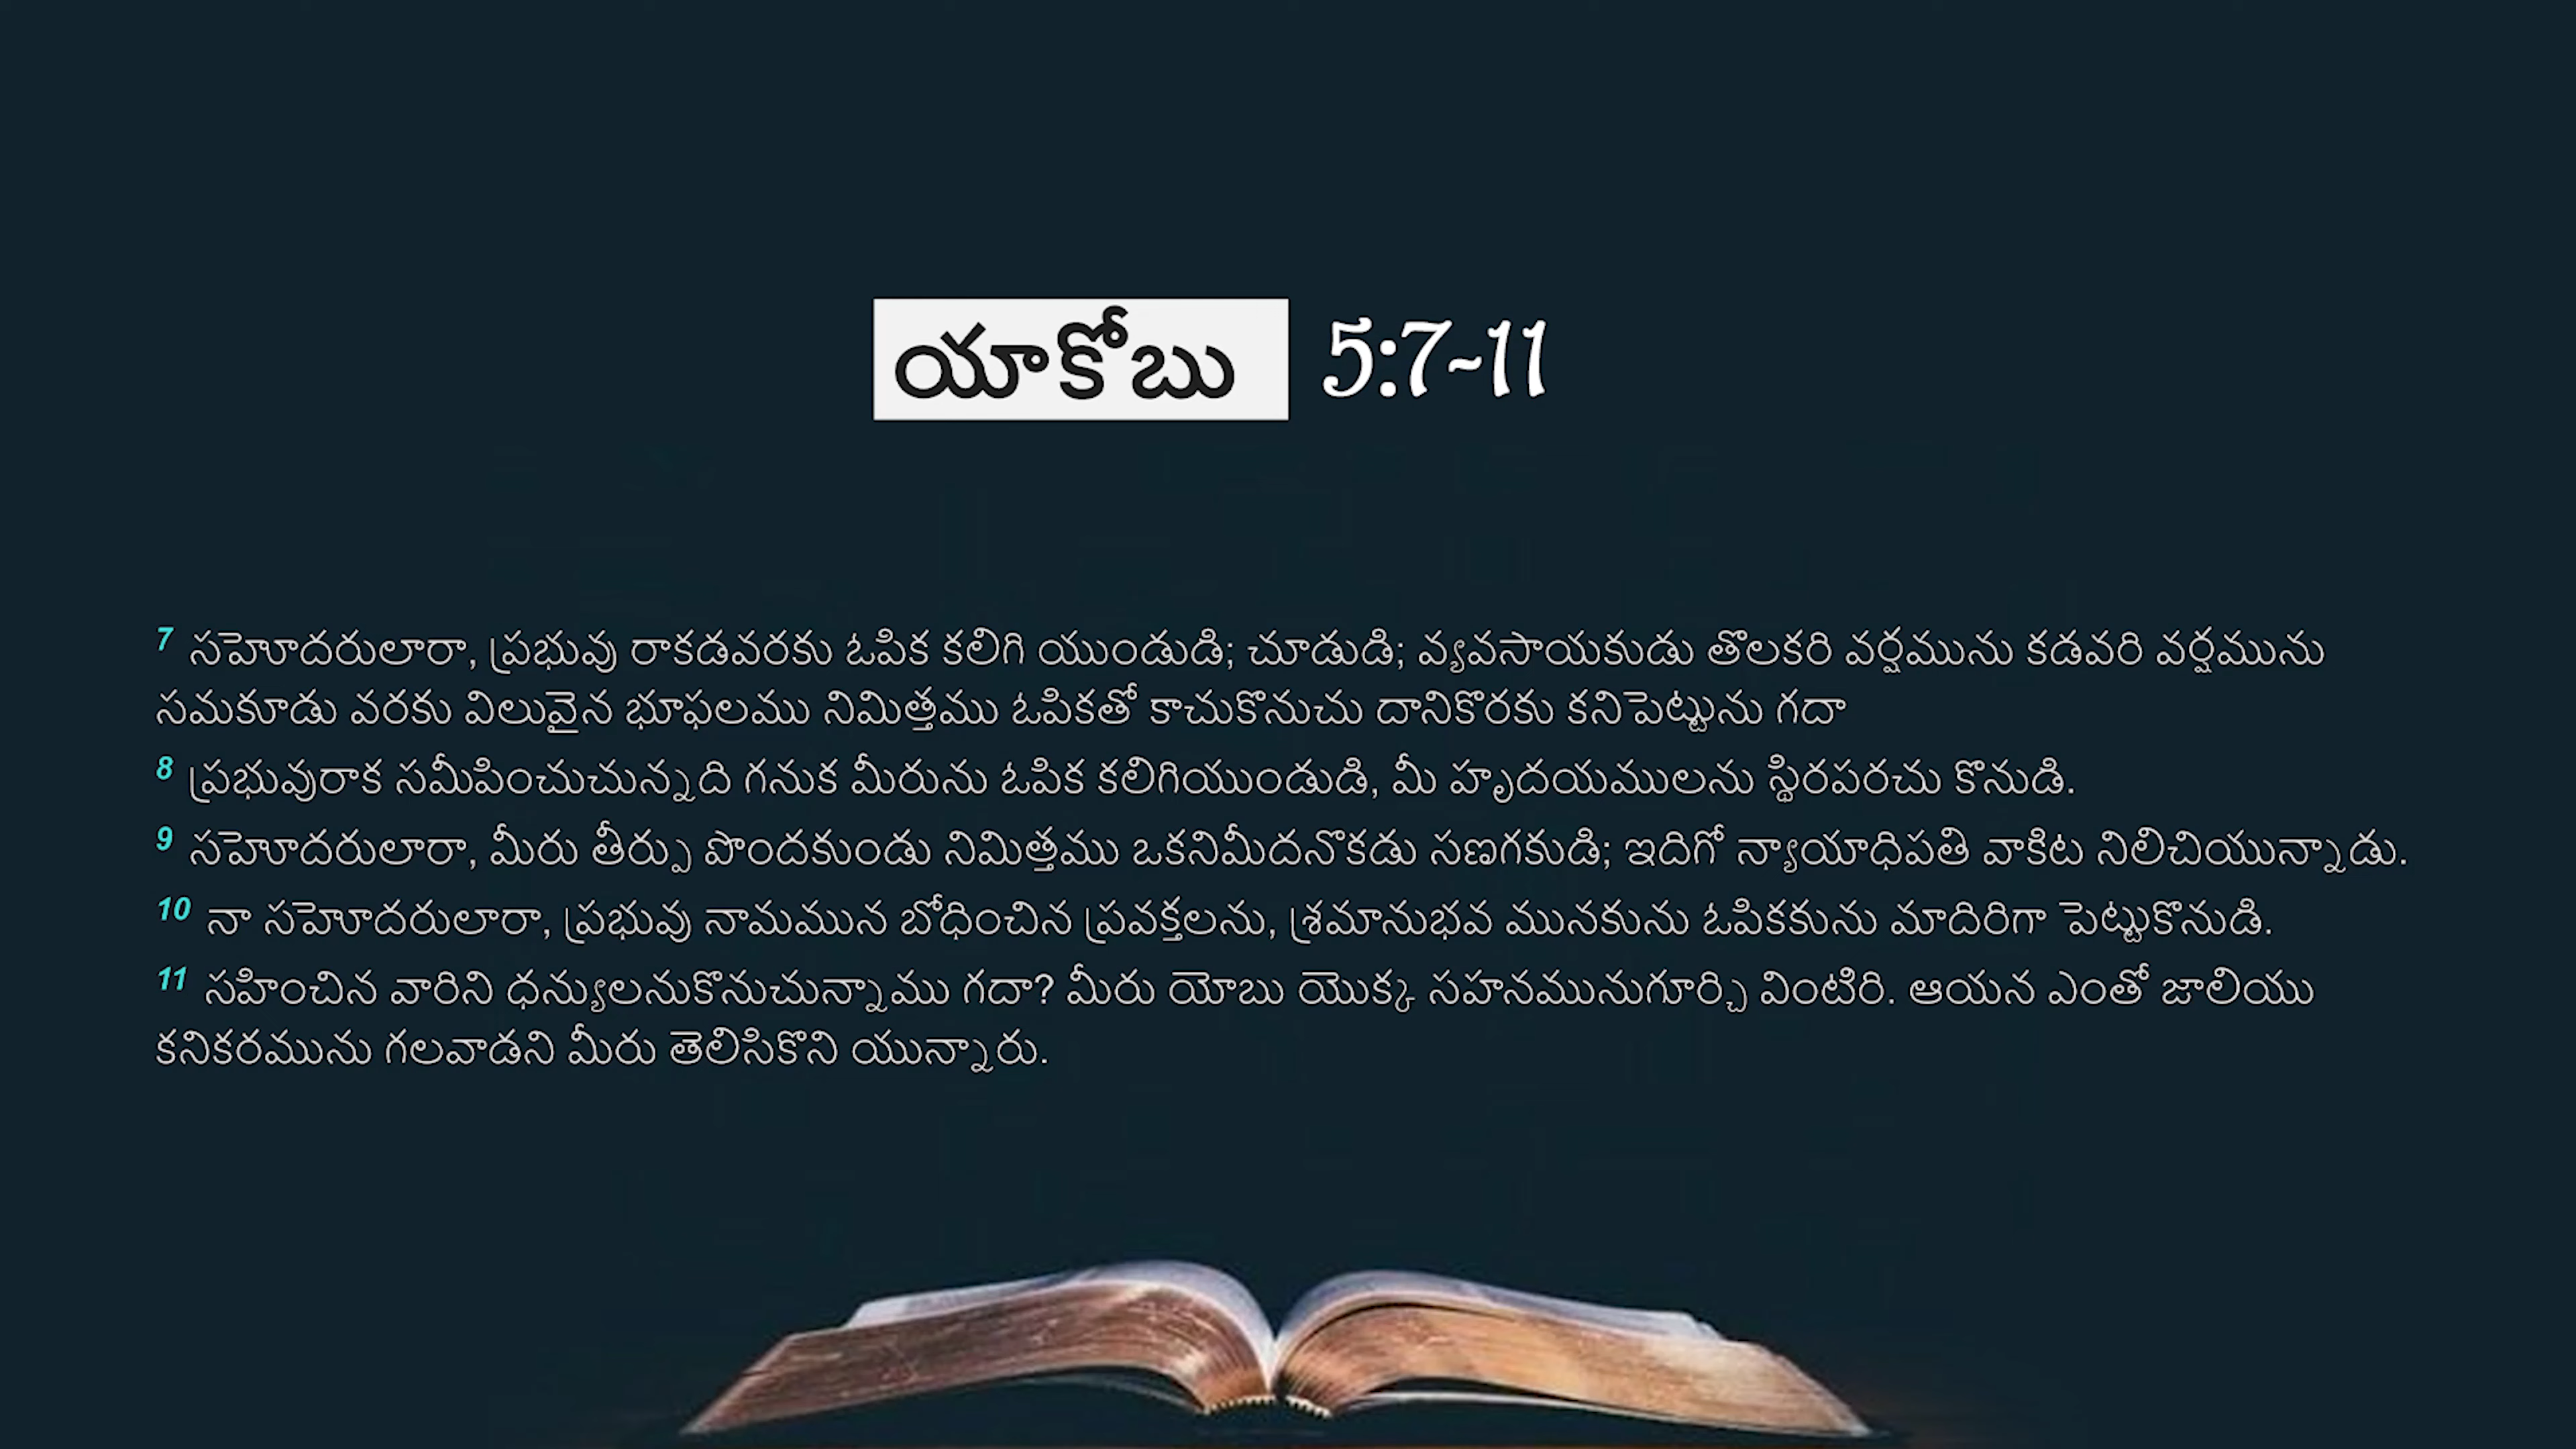 యాకోబు 5:7-11
7 సహోదరులారా, ప్రభువు రాకడవరకు ఓపిక కలిగి యుండుడి; చూడుడి; వ్యవసాయకుడు తొలకరి వర్షమును కడవరి వర్షమును
సమకూడు వరకు విలువైన భూఫలము నిమిత్తము ఓపికతో కాచుకొనుచు దానికొరకు కనిపెట్టును గదా
8 ప్రభువురాక సమీపించుచున్నది గనుక మీరును ఓపిక కలిగియుండుడి, మీ హృదయములను స్థిరపరచు కొనుడి.
9 సహోదరులారా, మీరు తీర్పు పొందకుండు నిమిత్తము ఒకనిమీదనొకడు సణగకుడి; ఇదిగో న్యాయాధిపతి వాకిట నిలిచియున్నాడు.
10 నా సహోదరులారా, ప్రభువు నామమున బోధించిన ప్రవక్తలను, శ్రమానుభవ మునకును ఓపికకును మాదిరిగా పెట్టుకొనుడి.
11 సహించిన వారిని ధన్యులనుకొనుచున్నాము గదా? మీరు యోబు యొక్క సహనమునుగూర్చి వింటిరి. ఆయన ఎంతో జాలియు
కనికరమును గలవాడని మీరు తెలిసికొని యున్నారు.